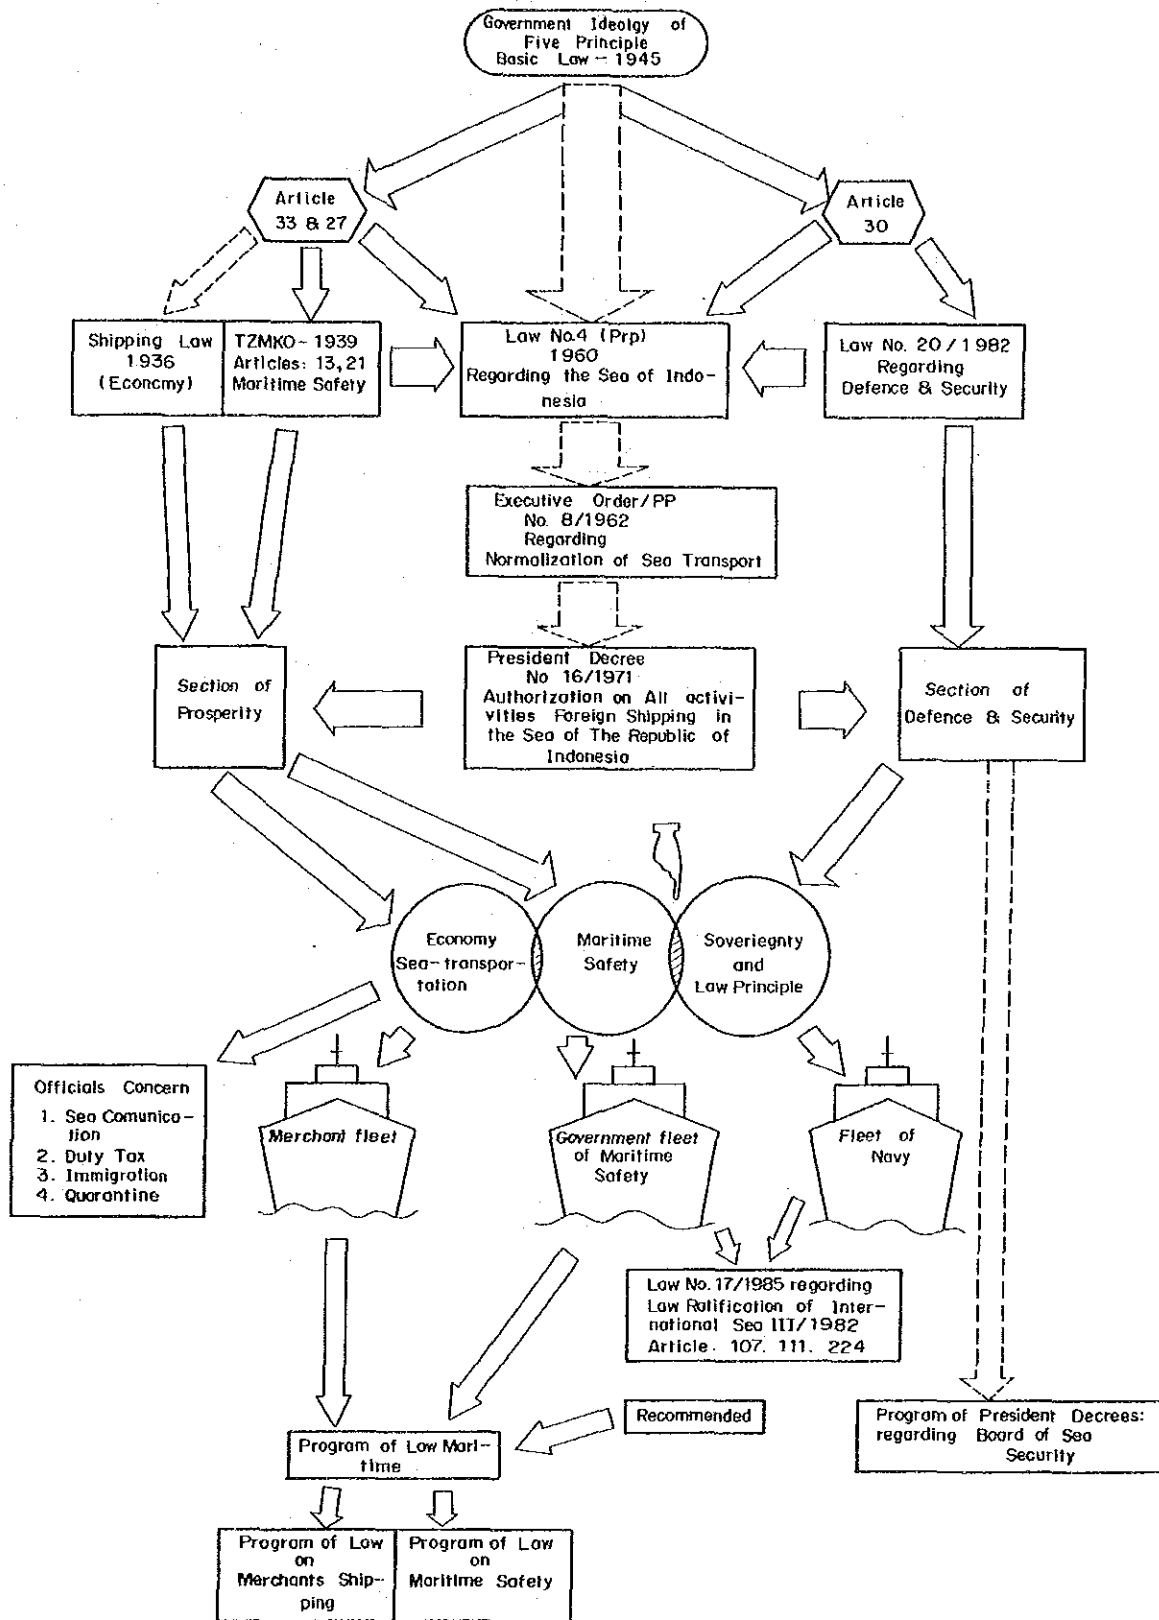 Government Ideolgy of
Five Principle
Basic Law - 1945
Article
33 & 27
Article
30
Shipping Law
1936
(Economy)
TZMKO - 1939
Articles: 13,21
Maritime Safety
Law No.4 (Prp)
1960
Regarding the Sea of Indo-
nesia
Law No. 20/1982
Regarding
Defence & Security
Executive Order/PP
No. 8/1962
Regarding
Normalization of Sea Transport
Section of
Prosperity
President Decree
No 16/1971
Authorization on All activi-
vities Foreign Shipping in
the Sea of The Republic of
Indonesia
Section of
Defence & Security
Economy
Sea-transpor-
tation
Maritime
Safety
Soveriegnty
and
Law Principle
Officials Concern
1. Sea Comunica-
tion
2. Duty Tax
3. Immigration
4. Quarantine
Merchant fleet
Government fleet
of Maritime
Safety
Fleet of
Navy
Law No.17/1985 regarding
Law Ratification of Inter-
national Sea III/1982
Article. 107. 111. 224
Recommended
Program of Low Mari-
time
Program of President Decrees:
regarding Board of Sea
Security
Program of Law
on
Merchants Ship-
ping
Program of Law
on
Maritime Safety